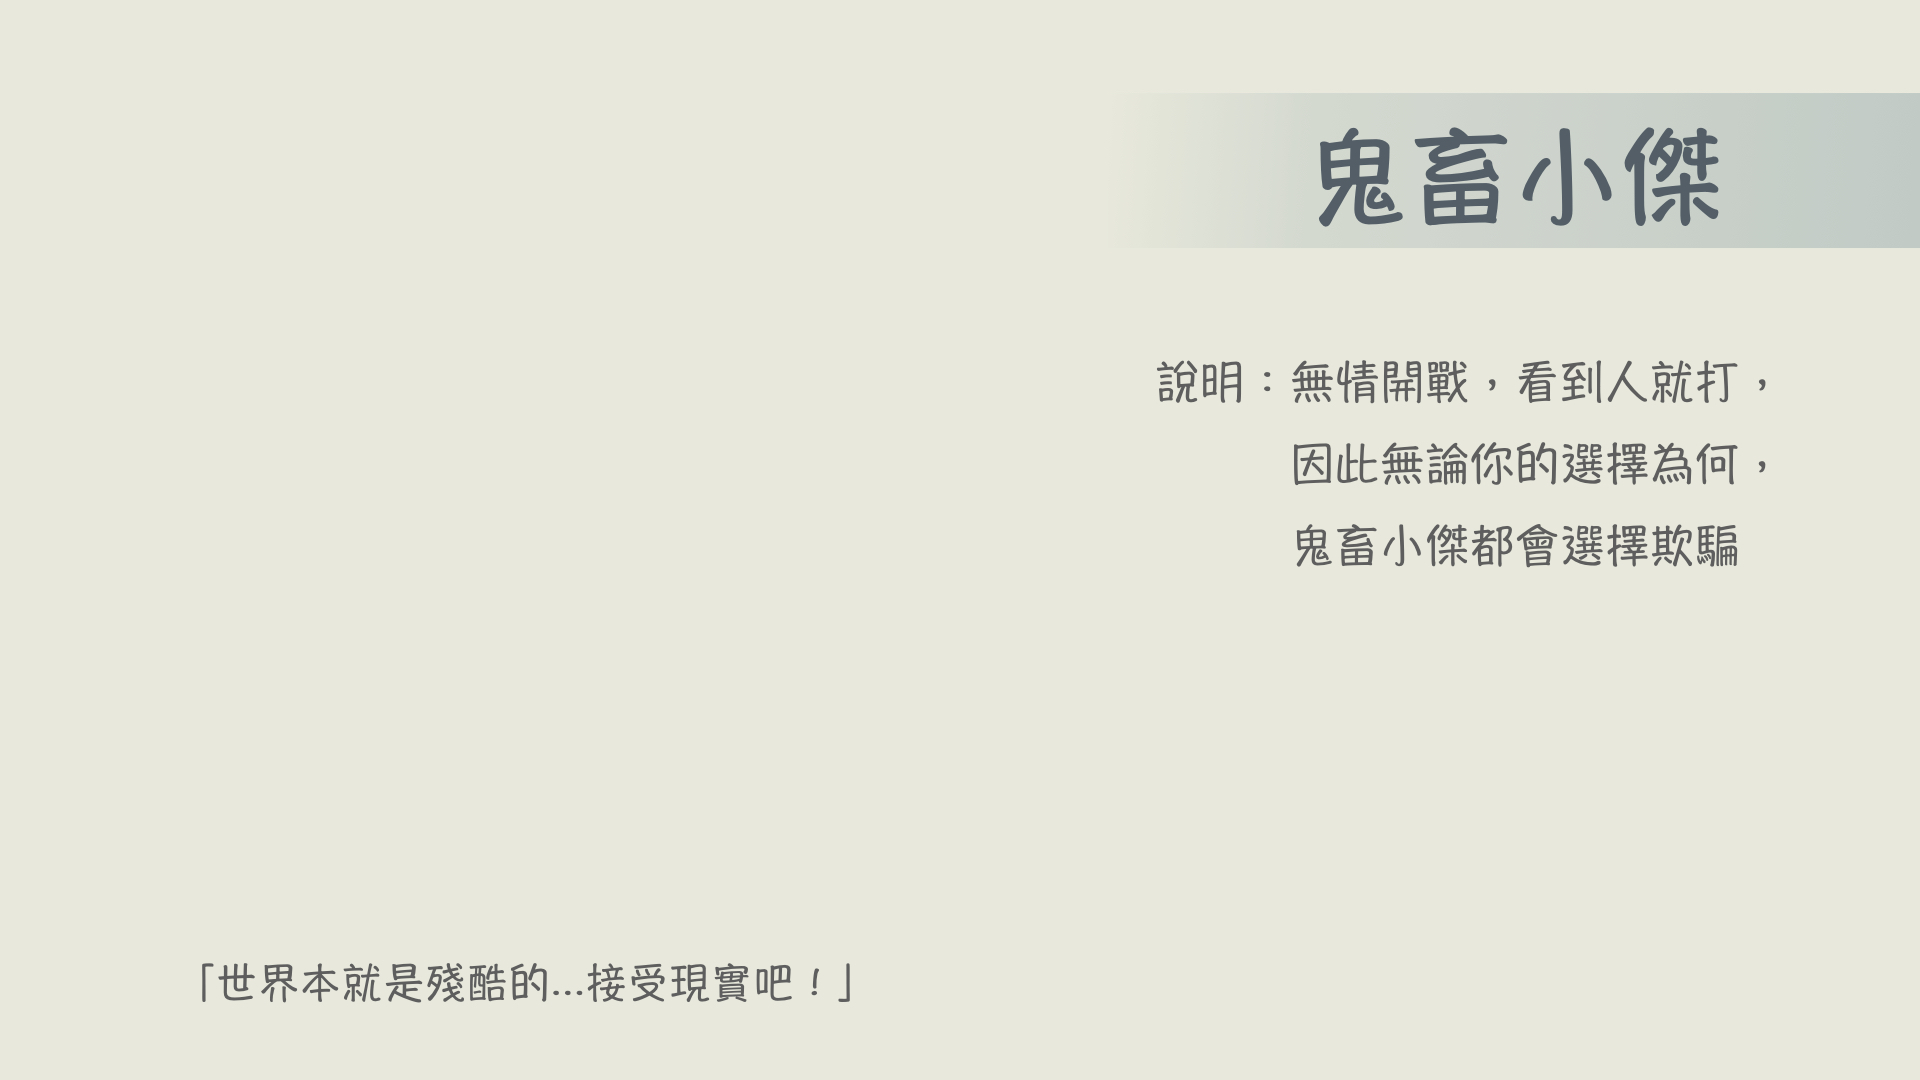 鬼畜小傑
說明：無情開戰，看到人就打，
因此無論你的選擇為何，
鬼畜小傑都會選擇欺騙
「世界本就是殘酷的...接受現實吧！」